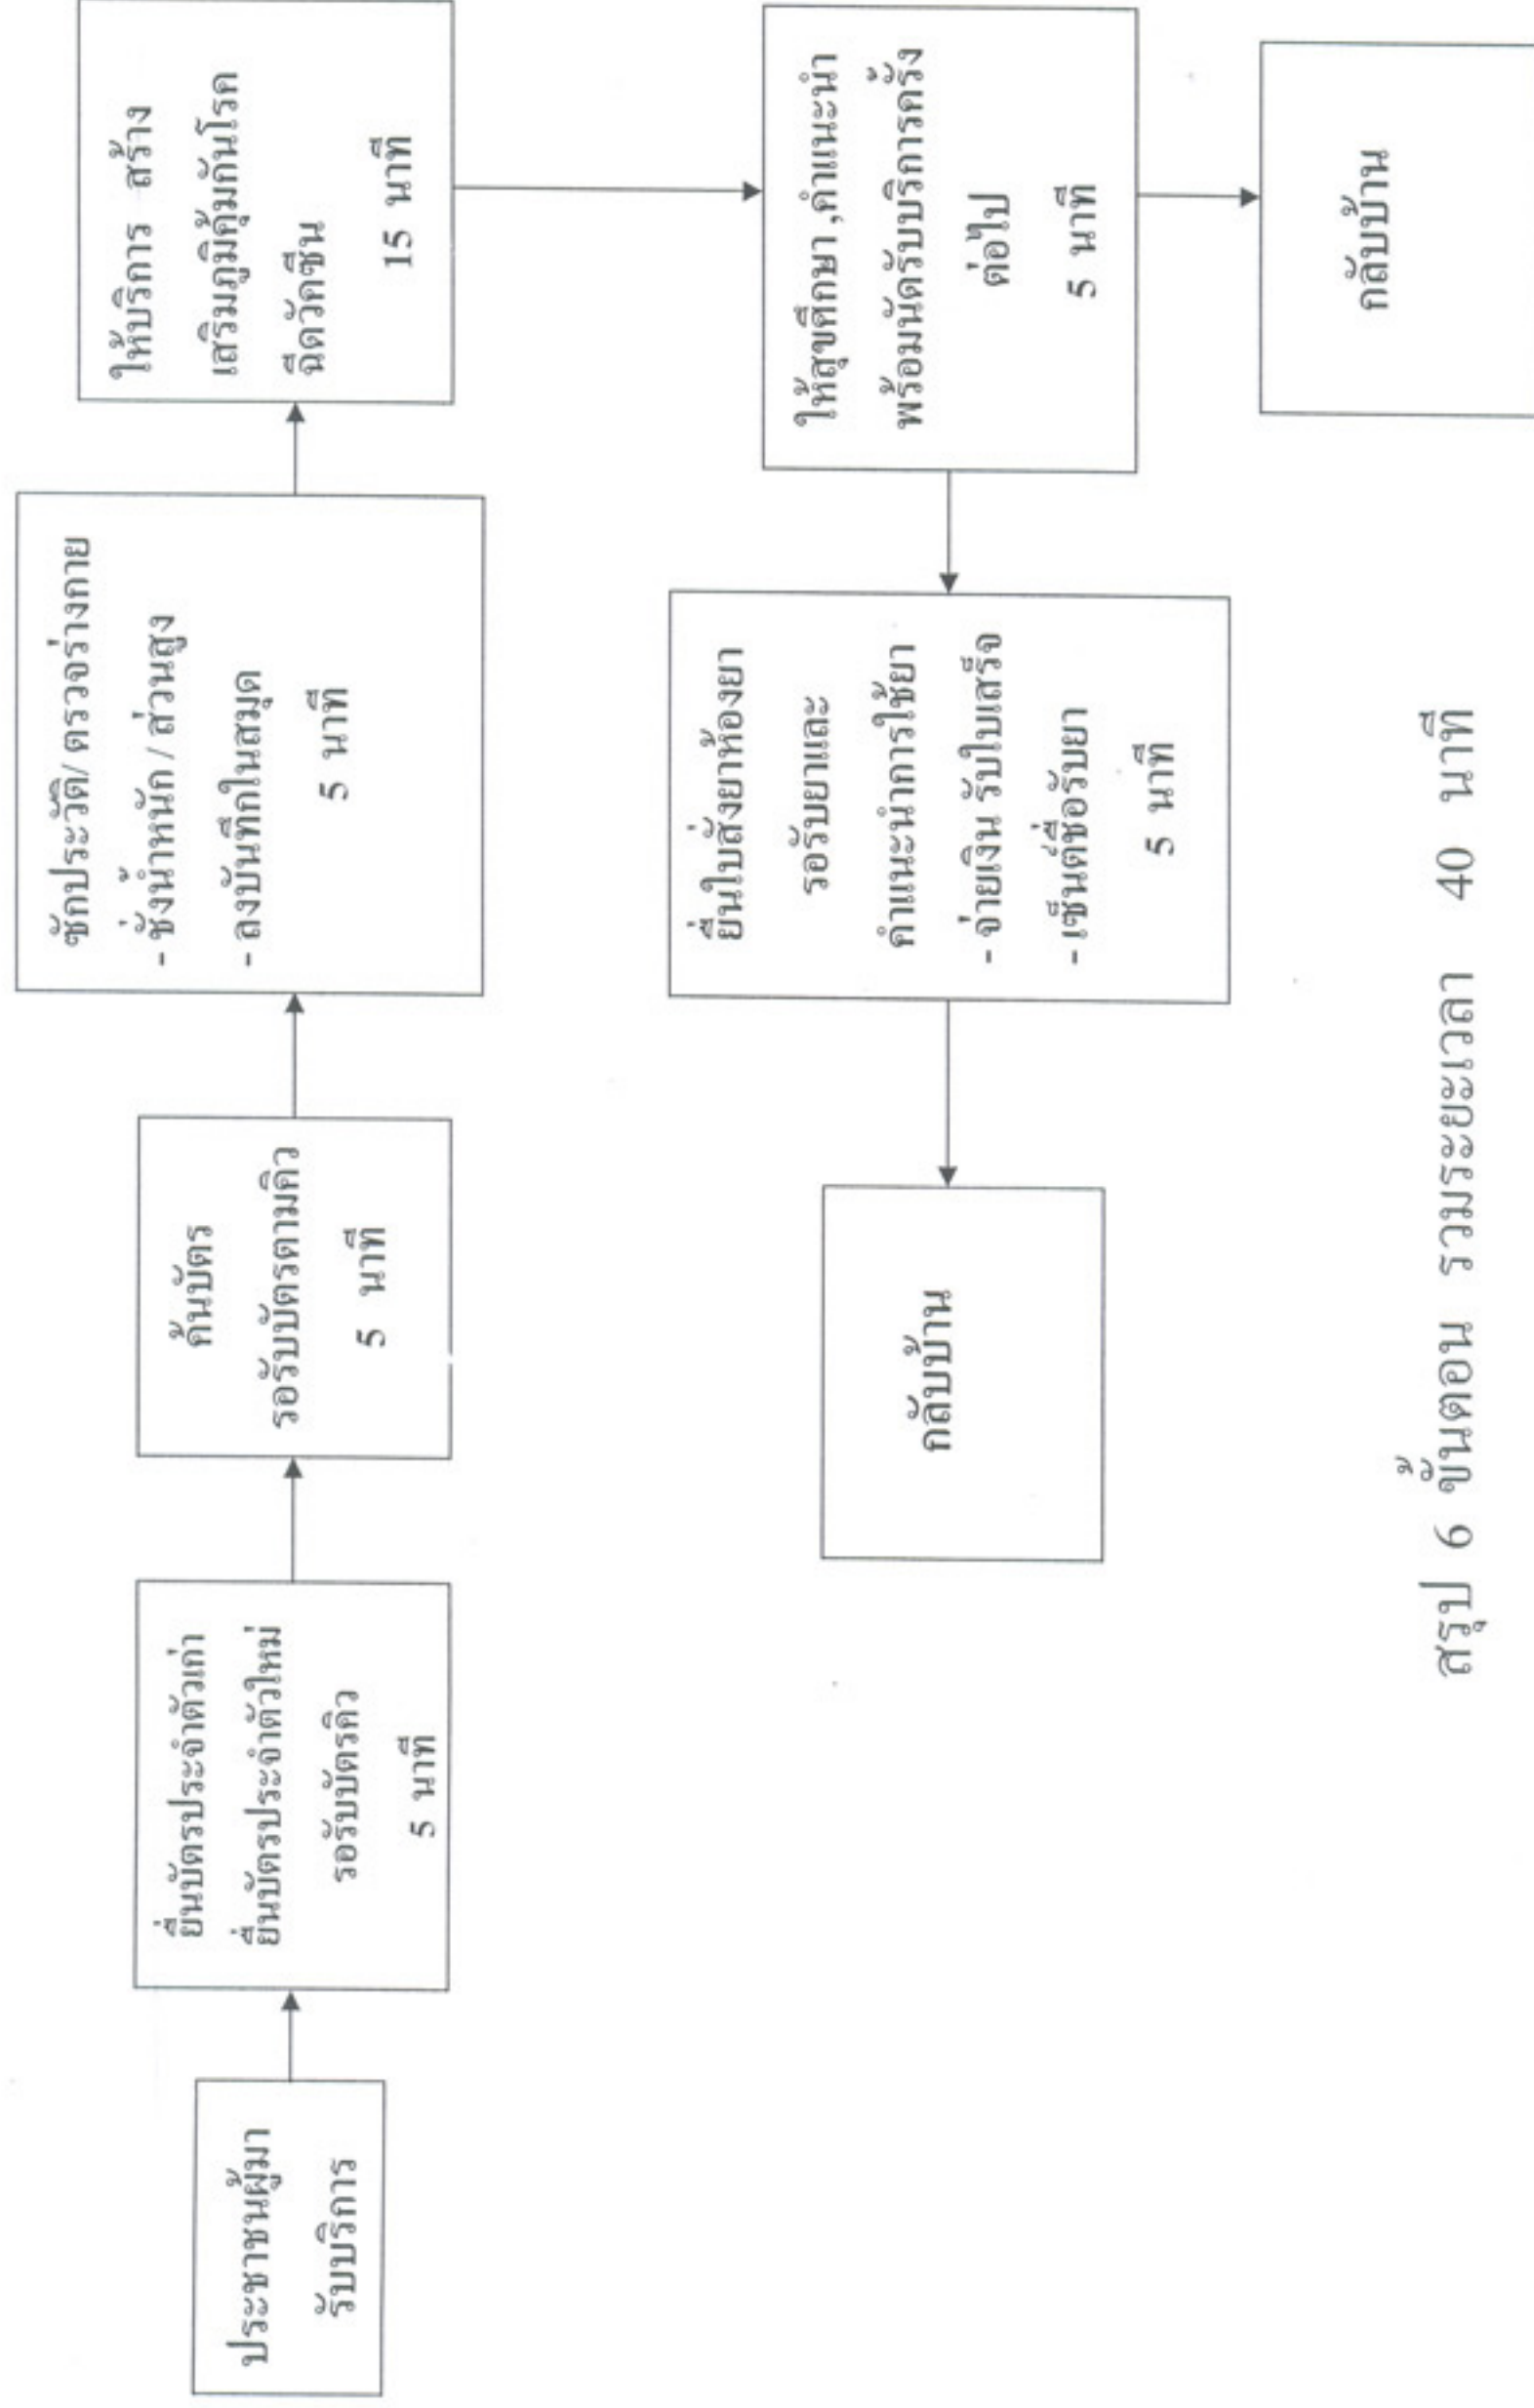 ประชาชนผู้มา
รับบริการ
ยื่นบัตรประจำตัวเก่า
ยื่นบัตรประจำตัวใหม่
รอรับบัตรคิว
5 นาที
ค้นบัตร
รอรับบัตรตามคิว
5 นาที
ซักประวัติ/ ตรวจร่างกาย
- ชั่งน้ำหนัก / ส่วนสูง
- ลงบันทึกในสมุด
5 นาที
ให้บริการ สร้าง
เสริมภูมิคุ้มกันโรค
ฉีดวัคซีน
15 นาที
ให้สุขศึกษา ,คำแนะนำ
พร้อมนัดรับบริการครั้ง
ต่อไป
5 นาที
กลับบ้าน
ยื่นใบสั่งยาห้องยา
รอรับยาและ
คำแนะนำการใช้ยา
- จ่ายเงิน รับใบเสร็จ
- เซ็นต์ชื่อรับยา
5 นาที
กลับบ้าน
สรุป 6 ขั้นตอน รวมระยะเวลา 40 นาที